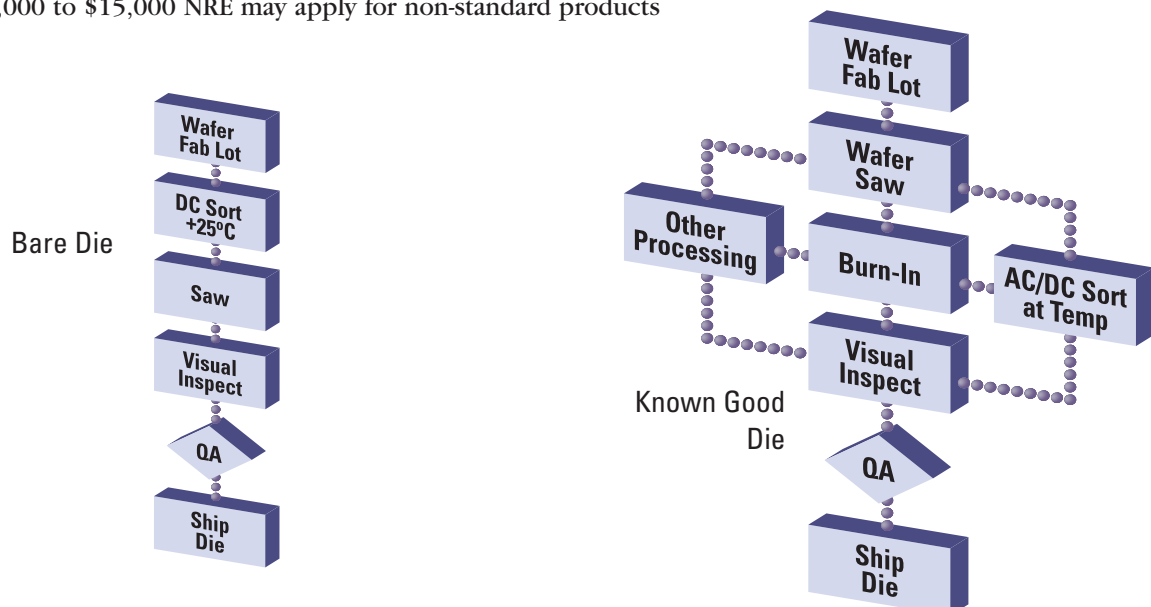 ,000 to $15,000 NRE may apply for non-standard products
Bare Die
Wafer
Fab Lot
DC Sort
+25ºC
Saw
Visual
Inspect
QA
Ship
Die
Known Good
Die
Wafer
Fab Lot
Wafer
Saw
Other
Processing
Burn-In
AC/DC Sort
at Temp
Visual
Inspect
QA
Ship
Die